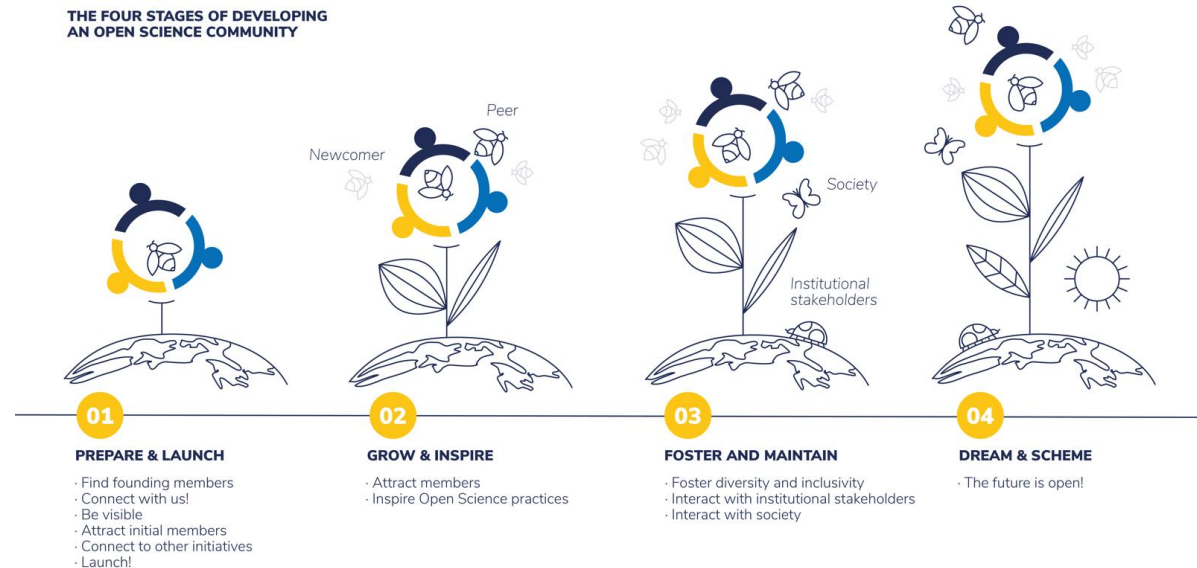 THE FOUR STAGES OF DEVELOPING
AN OPEN SCIENCE COMMUNITY
Peer
Newcomer
Society
Institutional
stakeholders
01
PREPARE & LAUNCH
· Find founding members
· Connect with us!
· Be visible
· Attract initial members
· Connect to other initiatives
· Launch!
02
GROW & INSPIRE
· Attract members
· Inspire Open Science practices
03
FOSTER AND MAINTAIN
· Foster diversity and inclusivity
· Interact with institutional stakeholders
· Interact with society
04
DREAM & SCHEME
· The future is open!